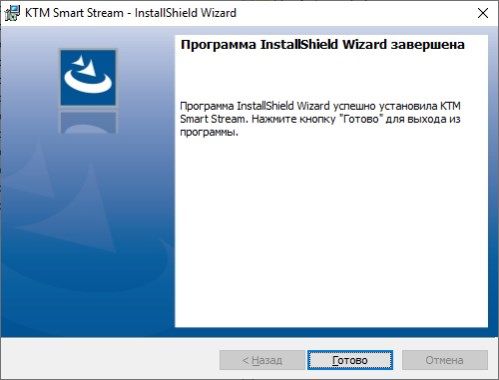 KTM Smart Stream - InstallShield Wizard
Программа InstallShield Wizard завершена
Программа InstallShield Wizard успешно установила KTM
Smart Stream. Нажмите кнопку "Готово" для выхода из
программы.
< Назад
Готово
Отмена